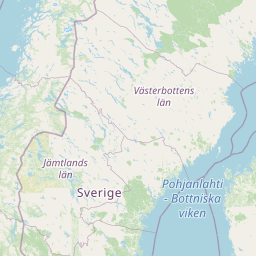 Västerbottens
län
Jämtlands
län
Sverige
Pohjanlahti
- Bottniska
viken